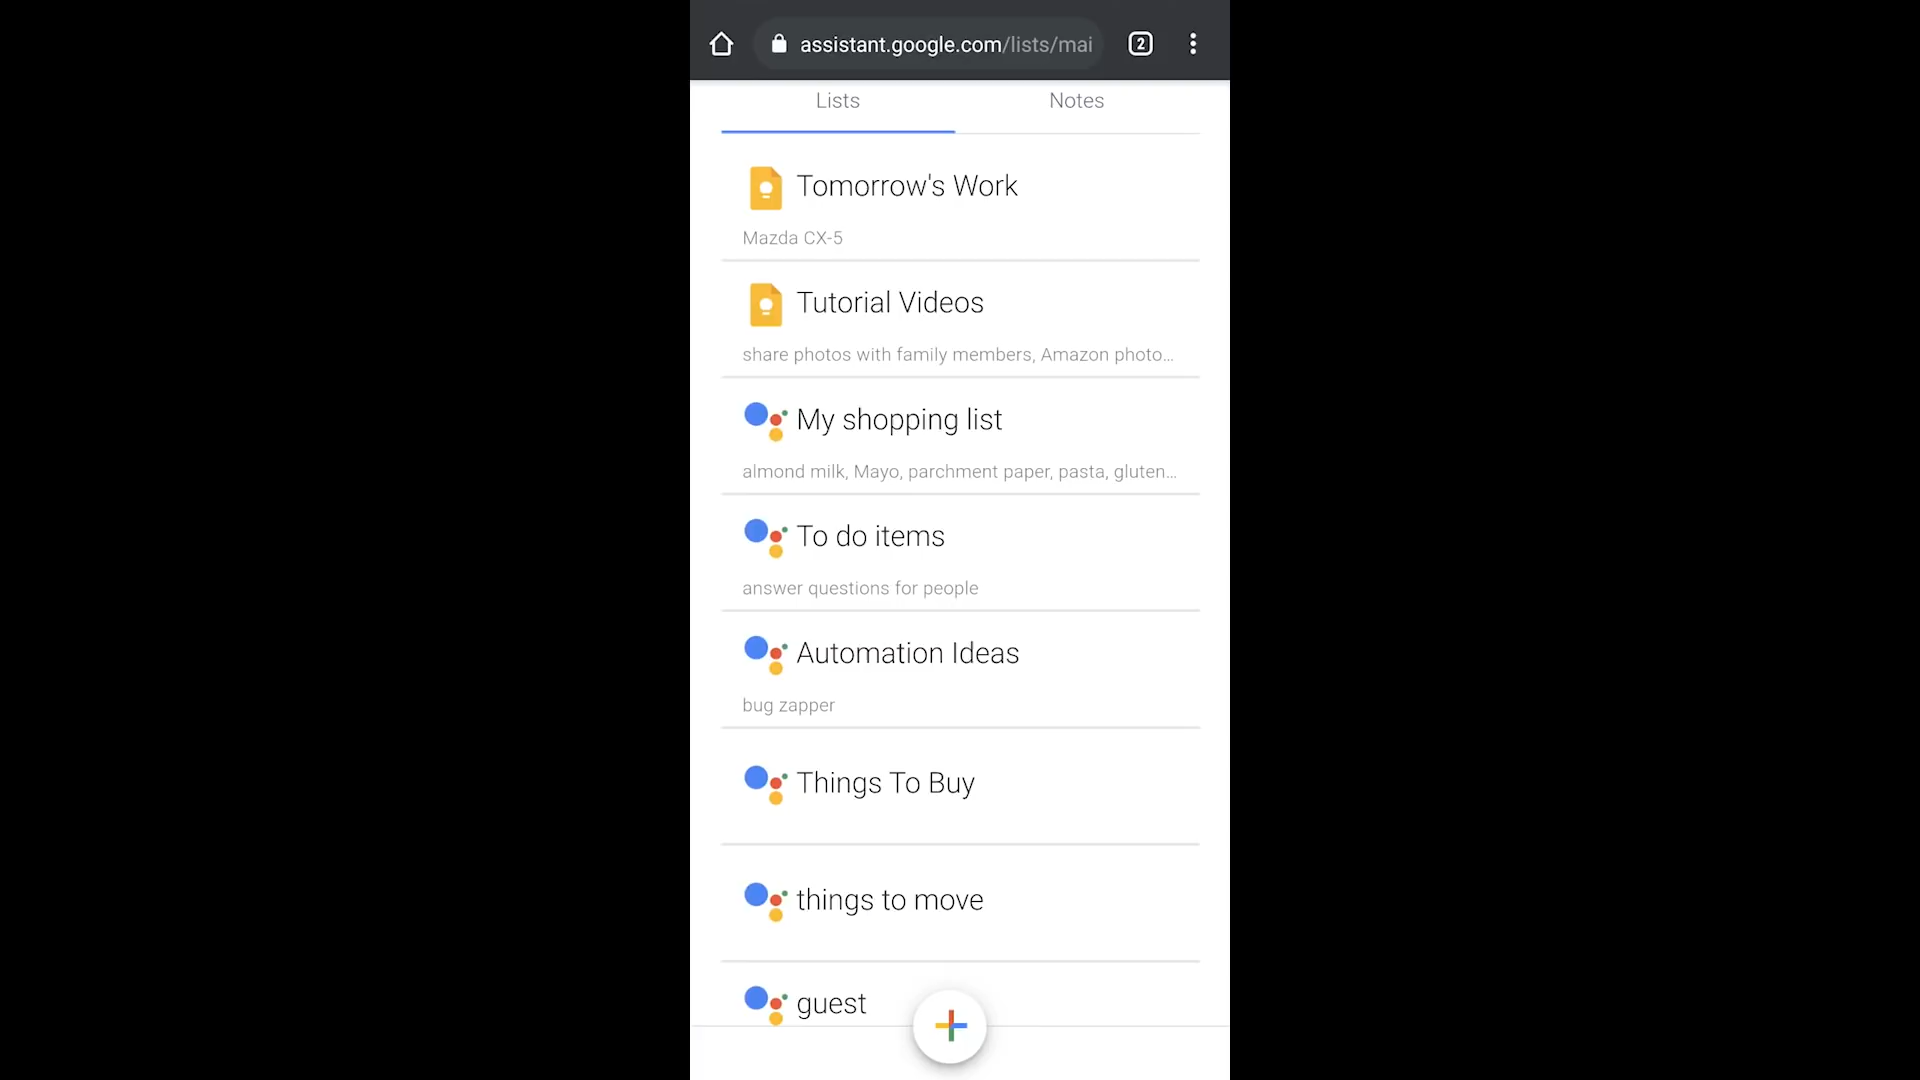 assistant.google.com/lists/mai
2
Lists
Notes
Tomorrow's Work
Mazda CX-5
Tutorial Videos
share photos with family members, Amazon photo...
My shopping list
almond milk, Mayo, parchment paper, pasta, gluten...
To do items
answer questions for people
Automation Ideas
bug zapper
Things To Buy
things to move
guest